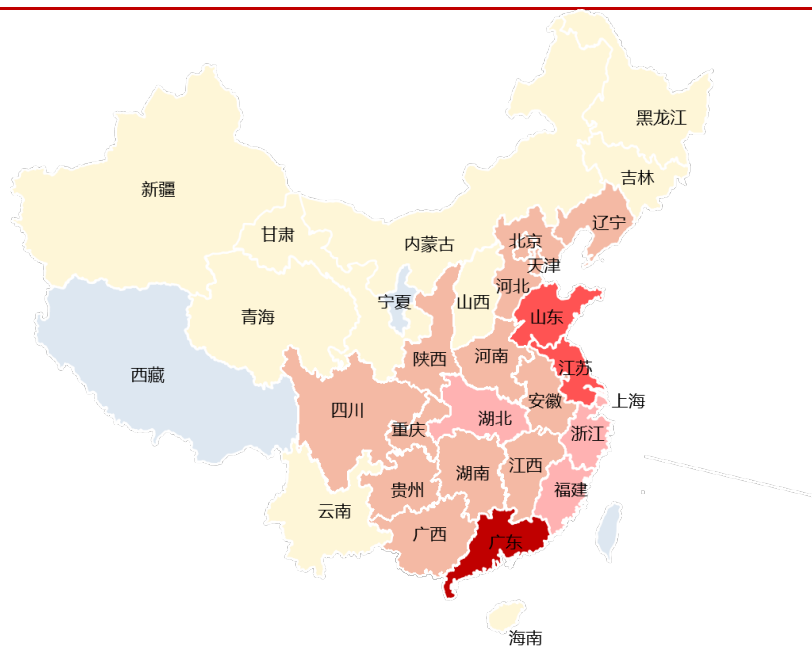 黑龙江
吉林
新疆
辽宁
甘肃
内蒙古
北京
天津
河北
宁夏
山西
青海
山东
陕西
河南
江苏
西藏
安徽
上海
四川
湖北
重庆
浙江
江西
湖南
贵州
福建
云南
广西
广东
海南